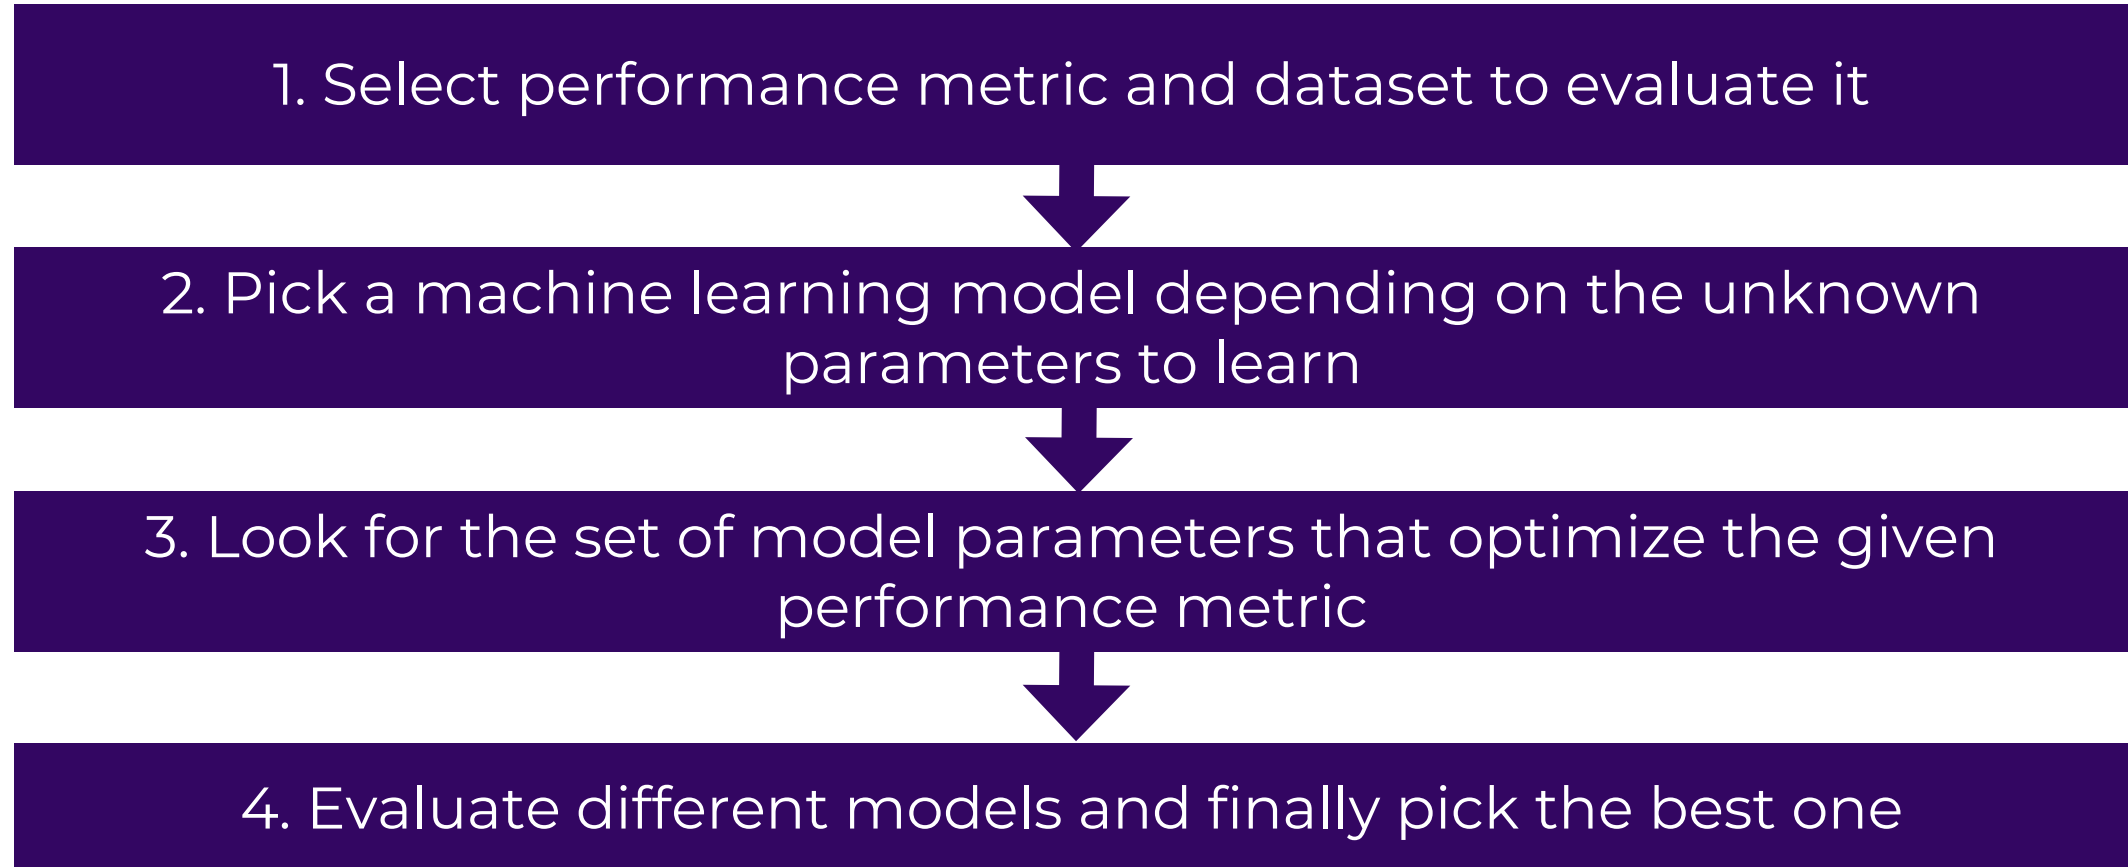 1. Select performance metric and dataset to evaluate it
2. Pick a machine learning model depending on the unknown
parameters to learn
3. Look for the set of model parameters that optimize the given
performance metric
4. Evaluate different models and finally pick the best one